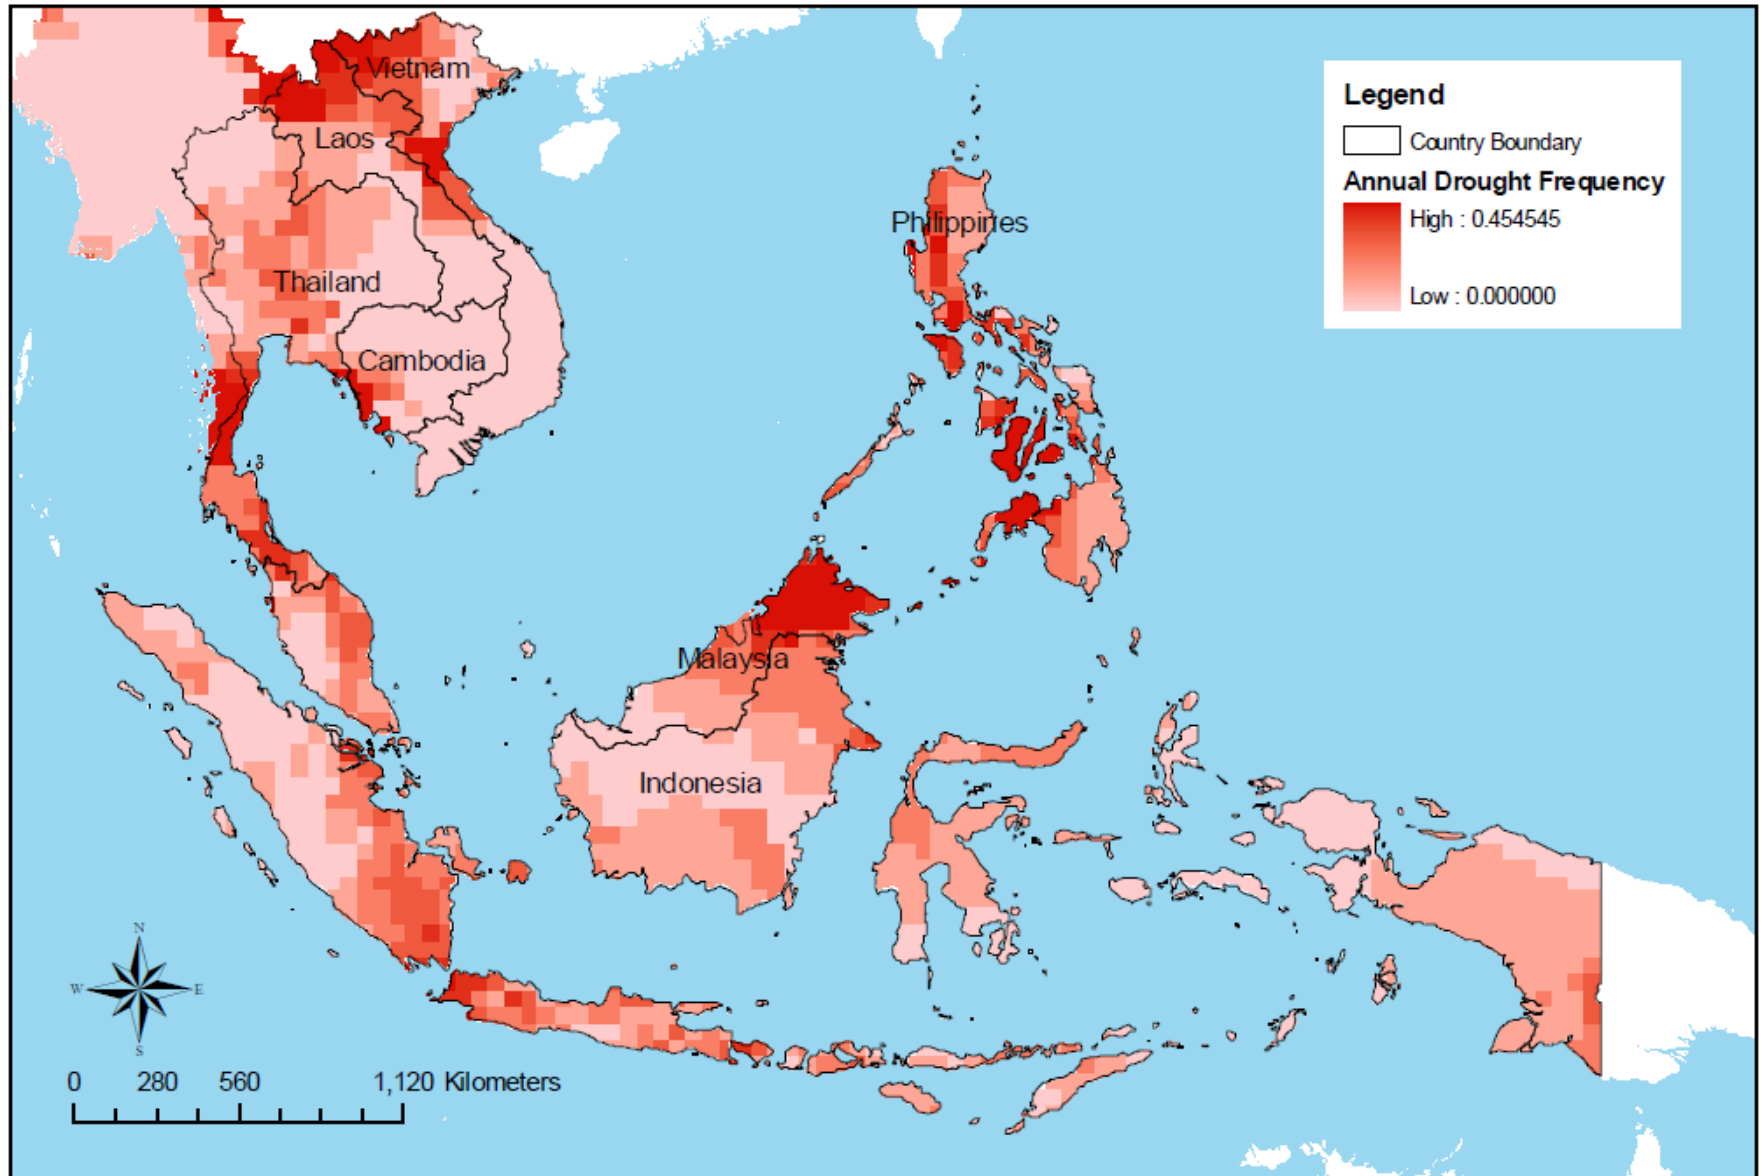 Vietnam
Laos
Thailand
Cambodia
Philippines
Malaysia
Indonesia
Legend
Country Boundary
Annual Drought Frequency
High : 0.454545
Low : 0.000000
N
W
E
S
0 280 560 1,120 Kilometers